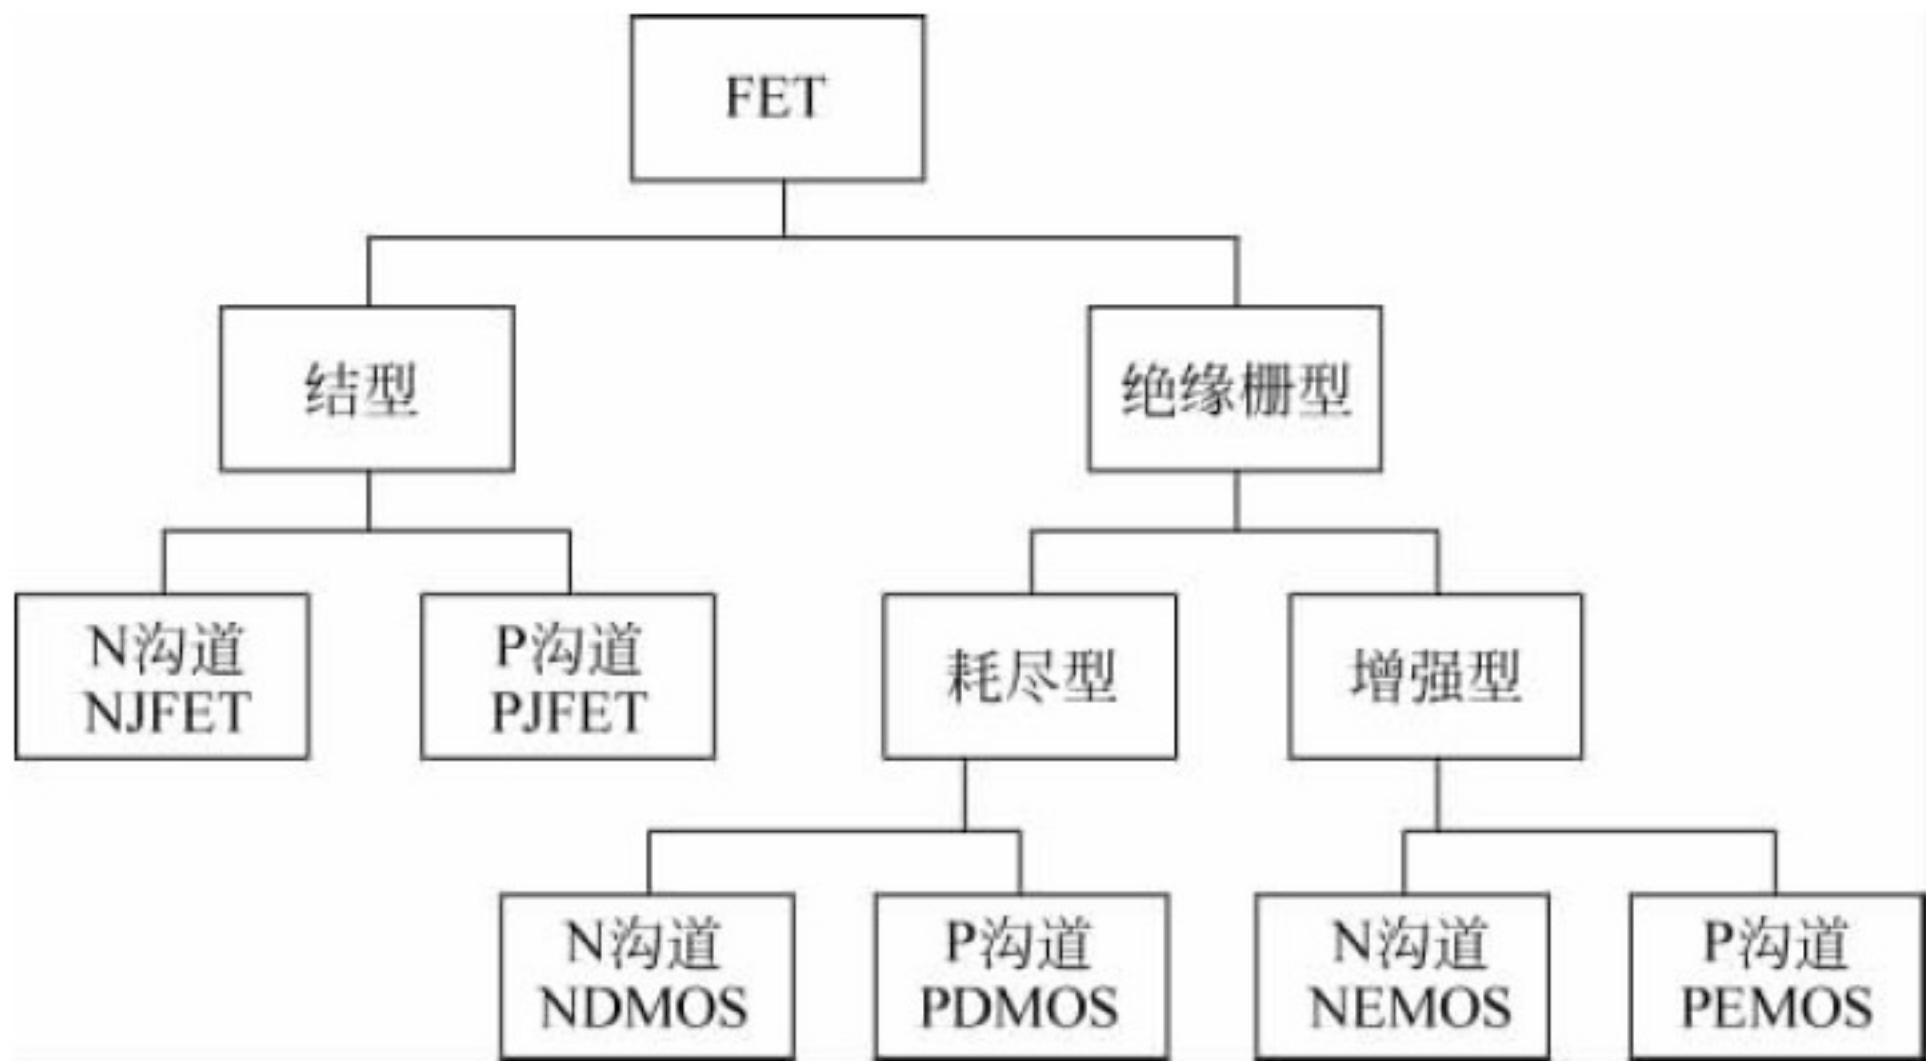 FET
结型
绝缘栅型
N沟道
NJFET
P沟道
PJFET
耗尽型
增强型
N沟道
NDMOS
P沟道
PDMOS
N沟道
NEMOS
P沟道
PEMOS